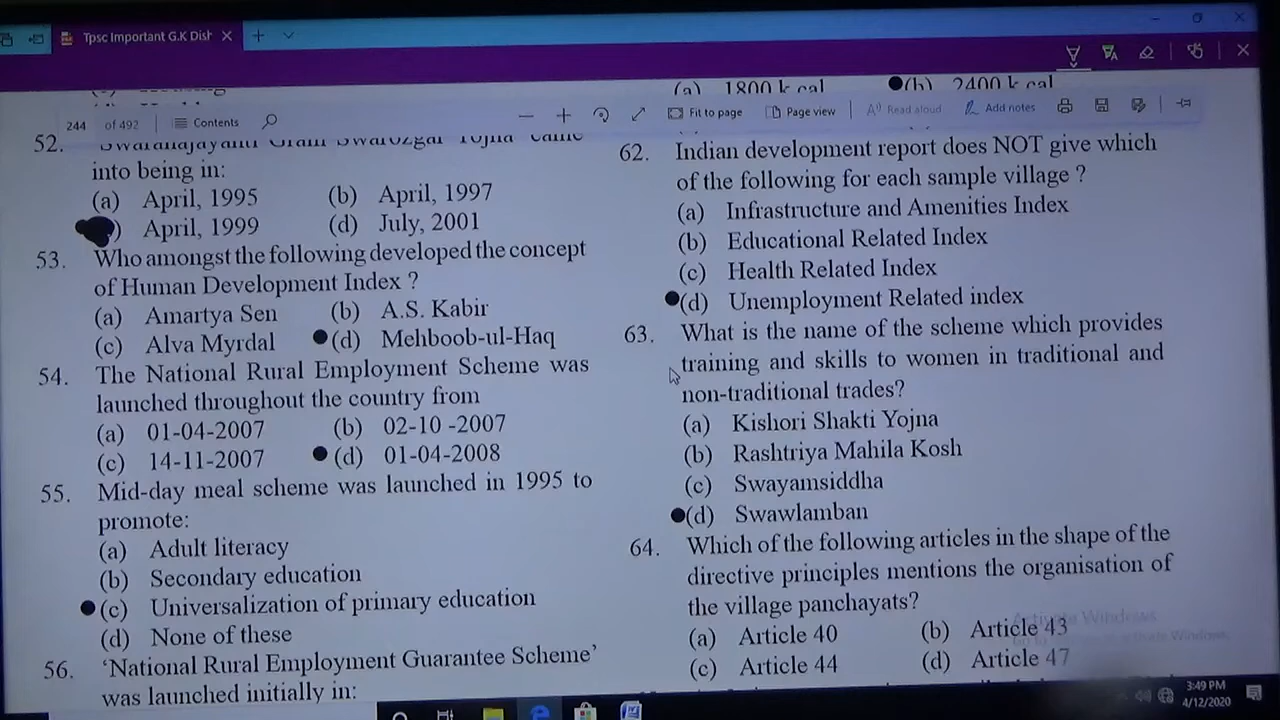 Tpsc Important G.K Dist
244 of 492
Contents
Fit to page
Page view
Read aloud
Add notes
52.
into being in:
(a) April, 1995 (b) April, 1997
) April, 1999 (d) July, 2001
53. Who amongst the following developed the concept
of Human Development Index ?
(a) Amartya Sen (b) A.S. Kabir
(c) Alva Myrdal (d) Mehboob-ul-Haq
54. The National Rural Employment Scheme was
launched throughout the country from
(a) 01-04-2007 (b) 02-10 -2007
(c) 14-11-2007 (d) 01-04-2008
55. Mid-day meal scheme was launched in 1995 to
promote:
(a) Adult literacy
(b) Secondary education
(c) Universalization of primary education
(d) None of these
56. ‘National Rural Employment Guarantee Scheme’
was launched initially in:
(a) 1800 k cal (b) 2400 k cal
62. Indian development report does NOT give which
of the following for each sample village ?
(a) Infrastructure and Amenities Index
(b) Educational Related Index
(c) Health Related Index
(d) Unemployment Related index
63. What is the name of the scheme which provides
training and skills to women in traditional and
non-traditional trades?
(a) Kishori Shakti Yojna
(b) Rashtriya Mahila Kosh
(c) Swayamsiddha
(d) Swawlamban
64. Which of the following articles in the shape of the
directive principles mentions the organisation of
the village panchayats?
(a) Article 40 (b) Article 43
(c) Article 44 (d) Article 47
Activate Windows
3:49 PM
4/12/2020